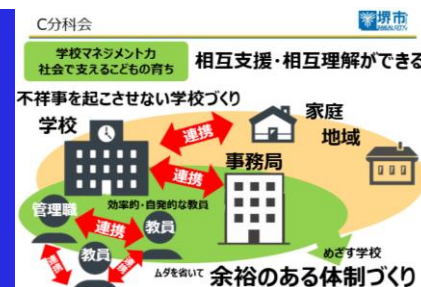 C分科会
堺市
学校マネジメント力
社会で支えるこどもの育ち
相互支援・相互理解ができる
不祥事を起こさせない学校づくり
学校
連携
家庭
地域
連携
事務局
管理職
効率的・自発的な教員
連携
教員
教員
連携
連携
めざす学校
ムダを省いて
余裕のある体制づくり